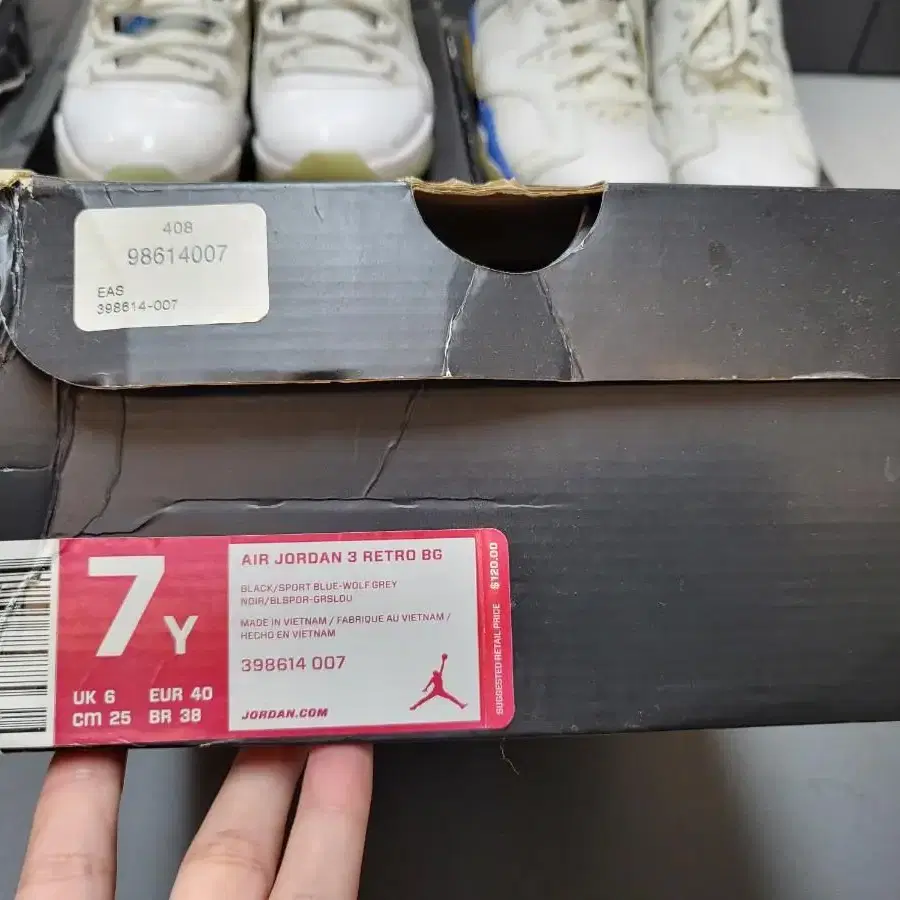 408
98614007
EAS
398614-007
7Y
UK 6 EUR 40
CM 25 BR 38
AIR JORDAN 3 RETRO BG
BLACK/SPORT BLUE-WOLF GREY
NOIR/BLSPOR-GRSLOU
MADE IN VIETNAM / FABRIQUE AU VIETNAM /
HECHO EN VIETNAM
398614 007
JORDAN.COM
SUGGESTED RETAIL PRICE $120.00